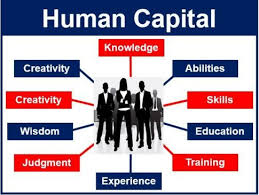 Human Capital
Knowledge
Creativity
Abilities
Creativity
Skills
Wisdom
Education
Judgment
Training
Experience